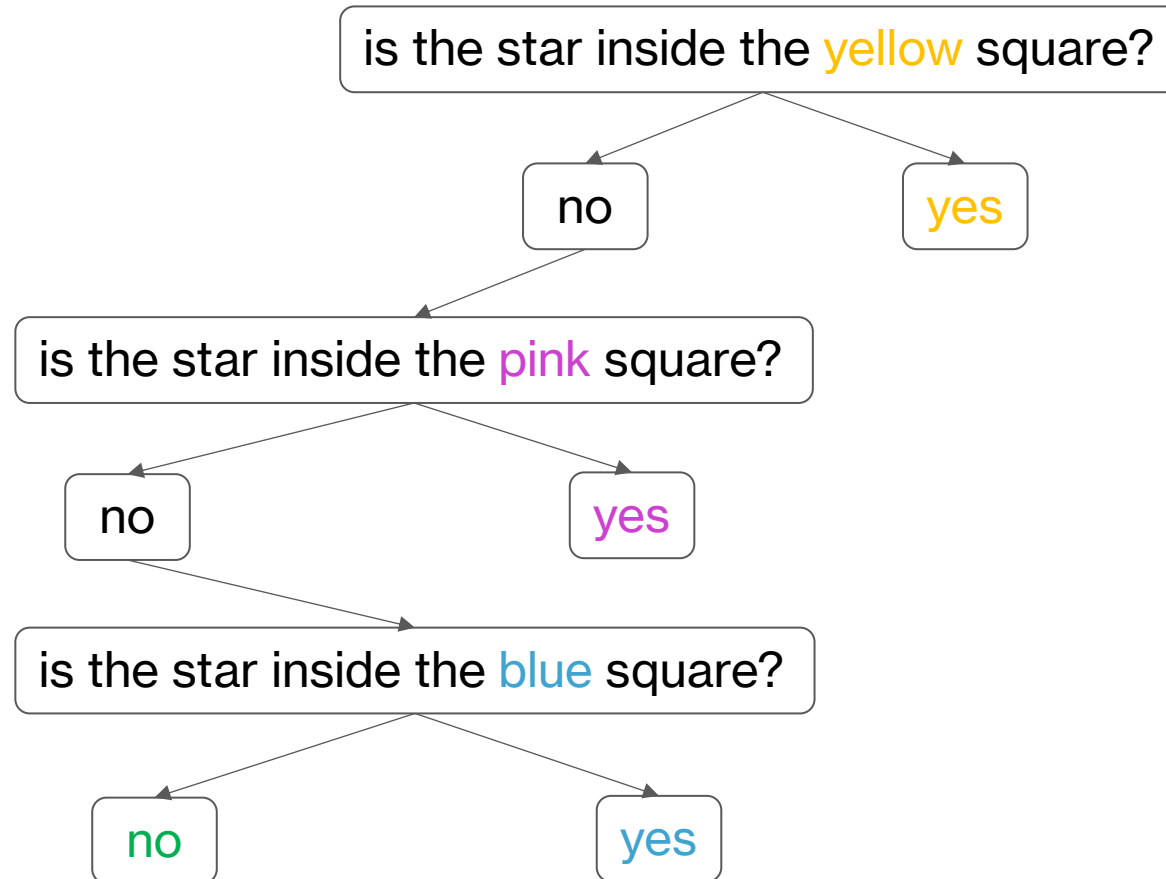 is the star inside the yellow square?
no
yes
is the star inside the pink square?
no
yes
is the star inside the blue square?
no
yes